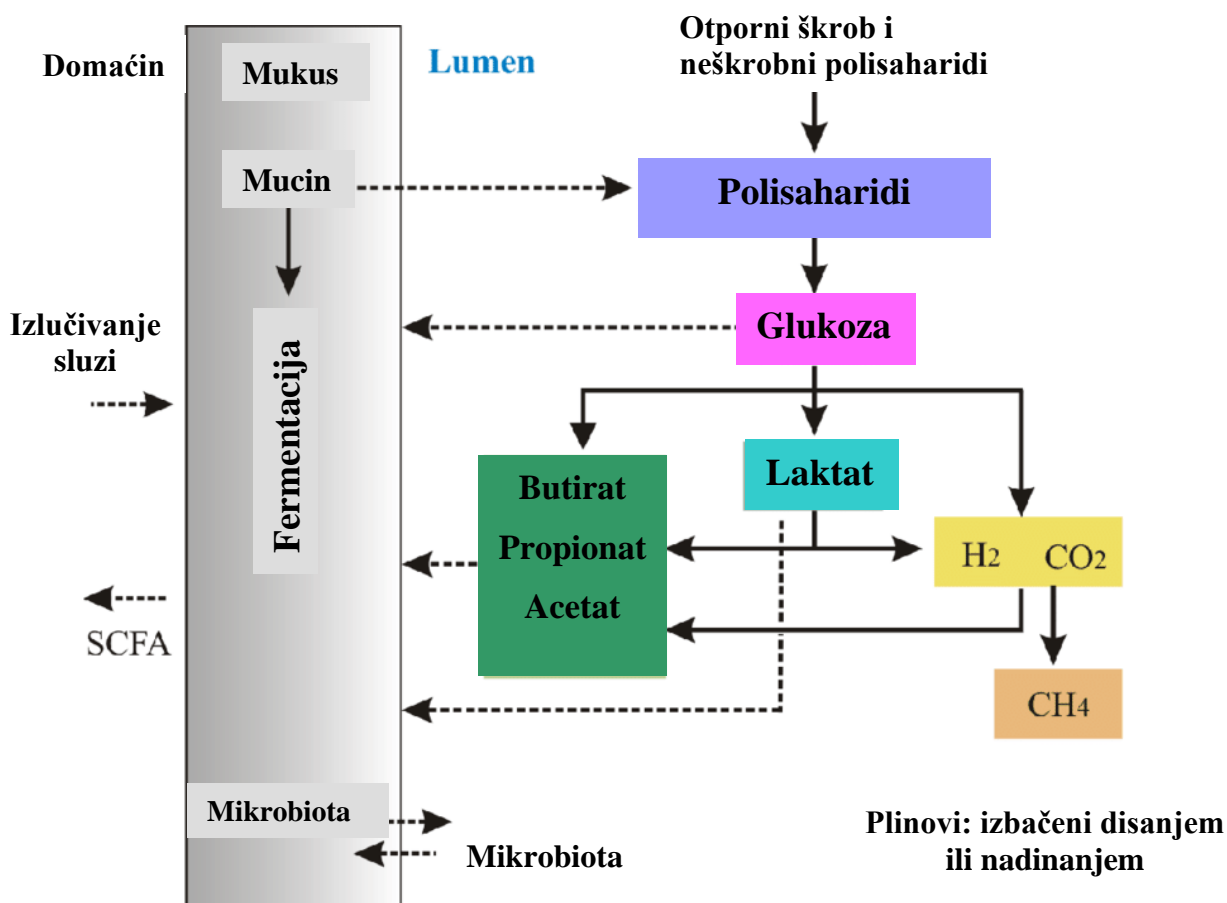 Domaćin
Mukus
Lumen
Otporni škrob i
neškrobni polisaharidi
Mucin
Polisaharidi
Izlučivanje
sluzi
Fermentacija
Glukoza
Butirat
Propionat
Acetat
Laktat
H2 CO2
SCFA
CH4
Mikrobiota
Mikrobiota
Plinovi: izbačeni disanjem
ili nadinanjem